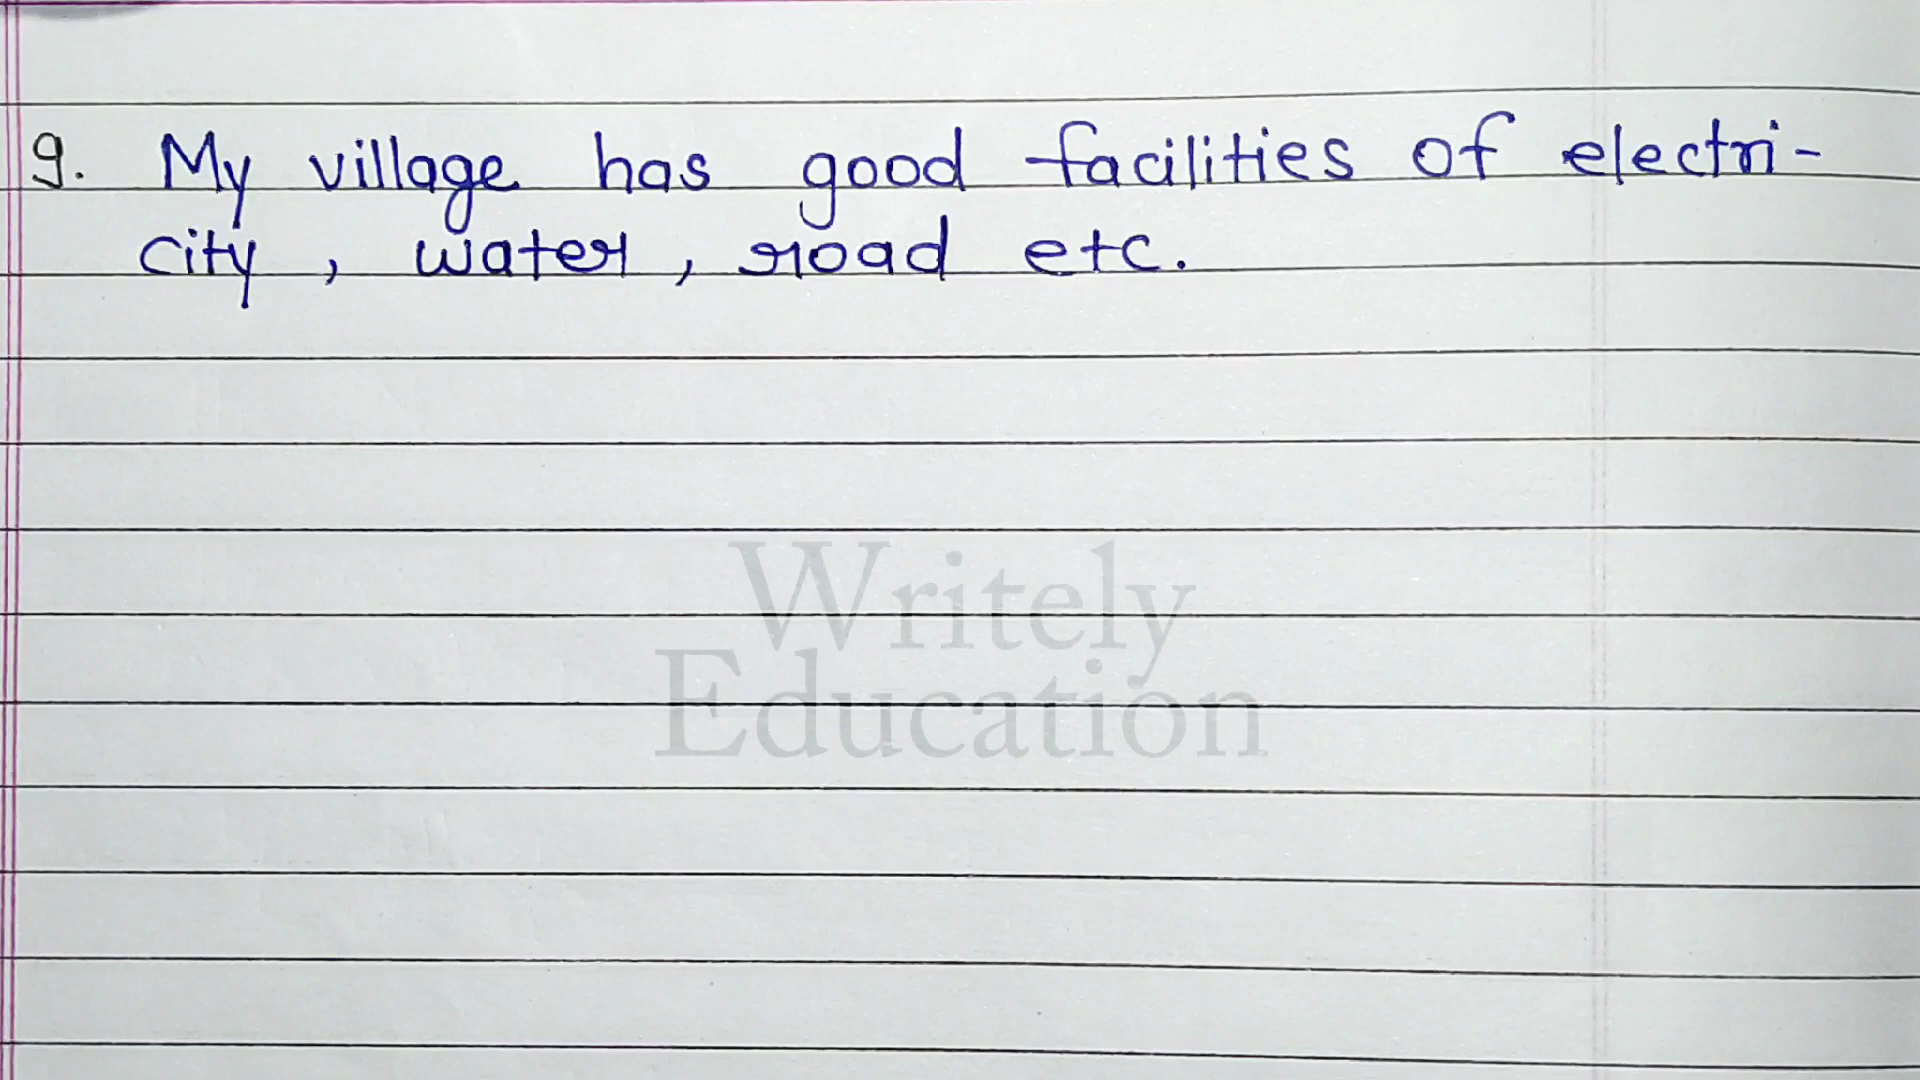 9. My village has good facilities of electri-
city, water, road etc.
Writely
Education